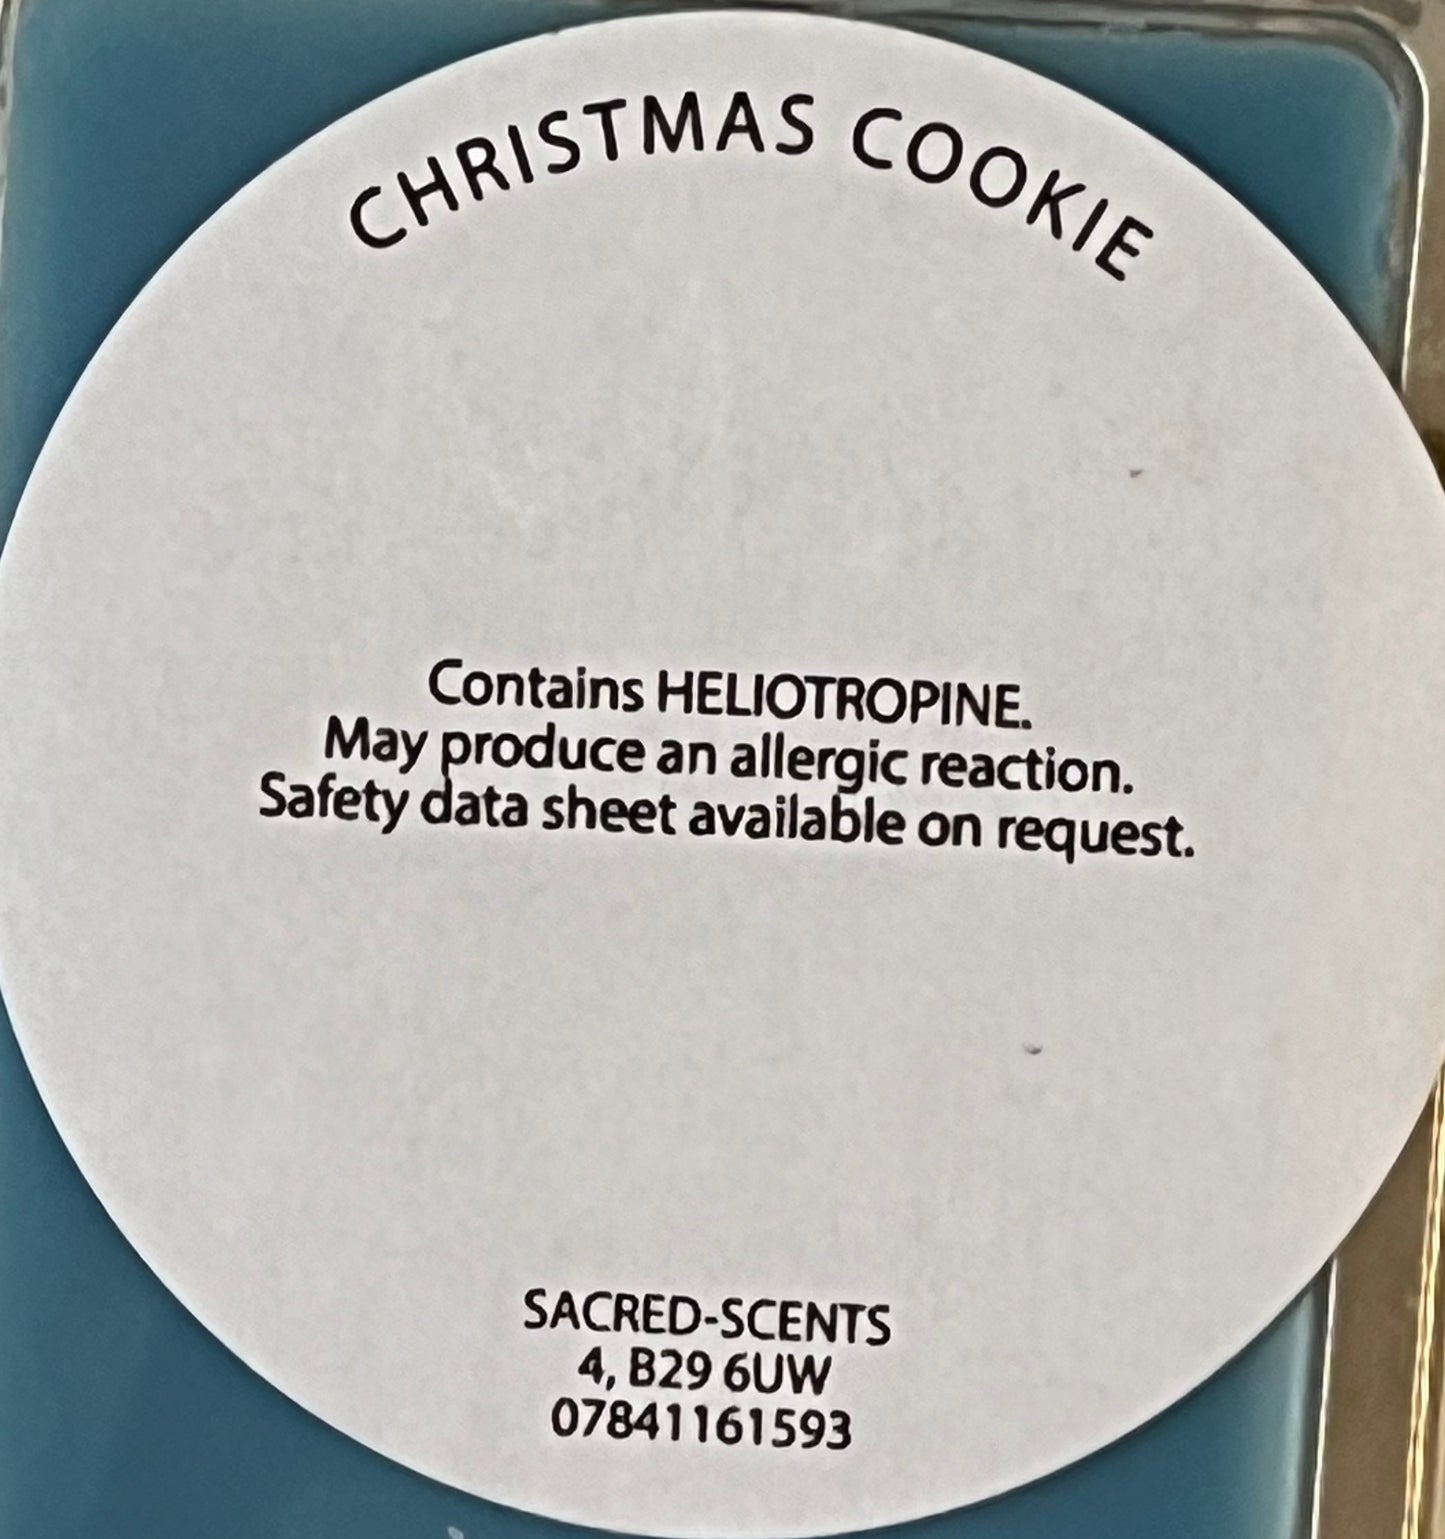 CHRISTMAS COOKIE
Contains HELIOTROPINE.
May produce an allergic reaction.
Safety data sheet available on request.
SACRED-SCENTS
4, B29 6UW
07841161593